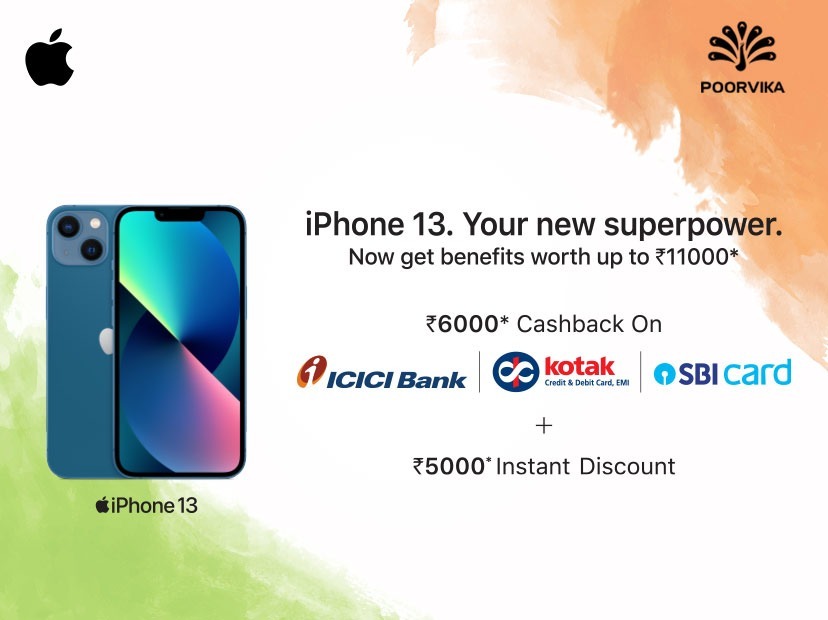 POORVIKA
iPhone 13. Your new superpower.
Now get benefits worth up to ₹11000*
₹6000* Cashback On
ICICI Bank
kotak
Credit & Debit Card, EMI
SBI card
+
₹5000* Instant Discount
iPhone 13